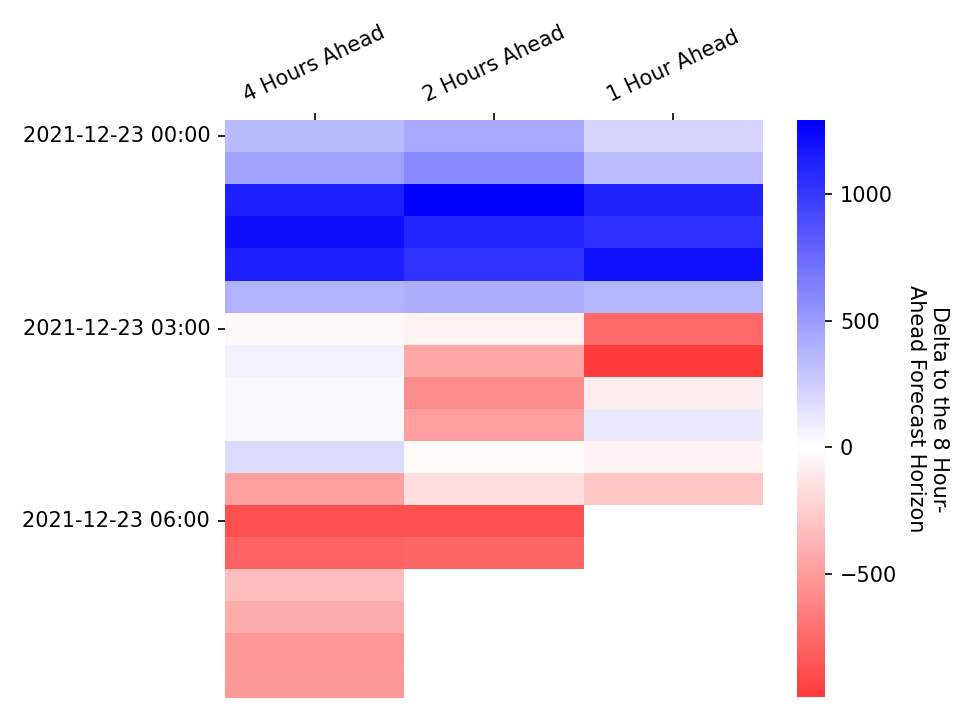 4 Hours Ahead
2 Hours Ahead
1 Hour Ahead
2021-12-23 00:00
2021-12-23 03:00
2021-12-23 06:00
1000
500
0
−500
Delta to the 8 Hour-
Ahead Forecast Horizon